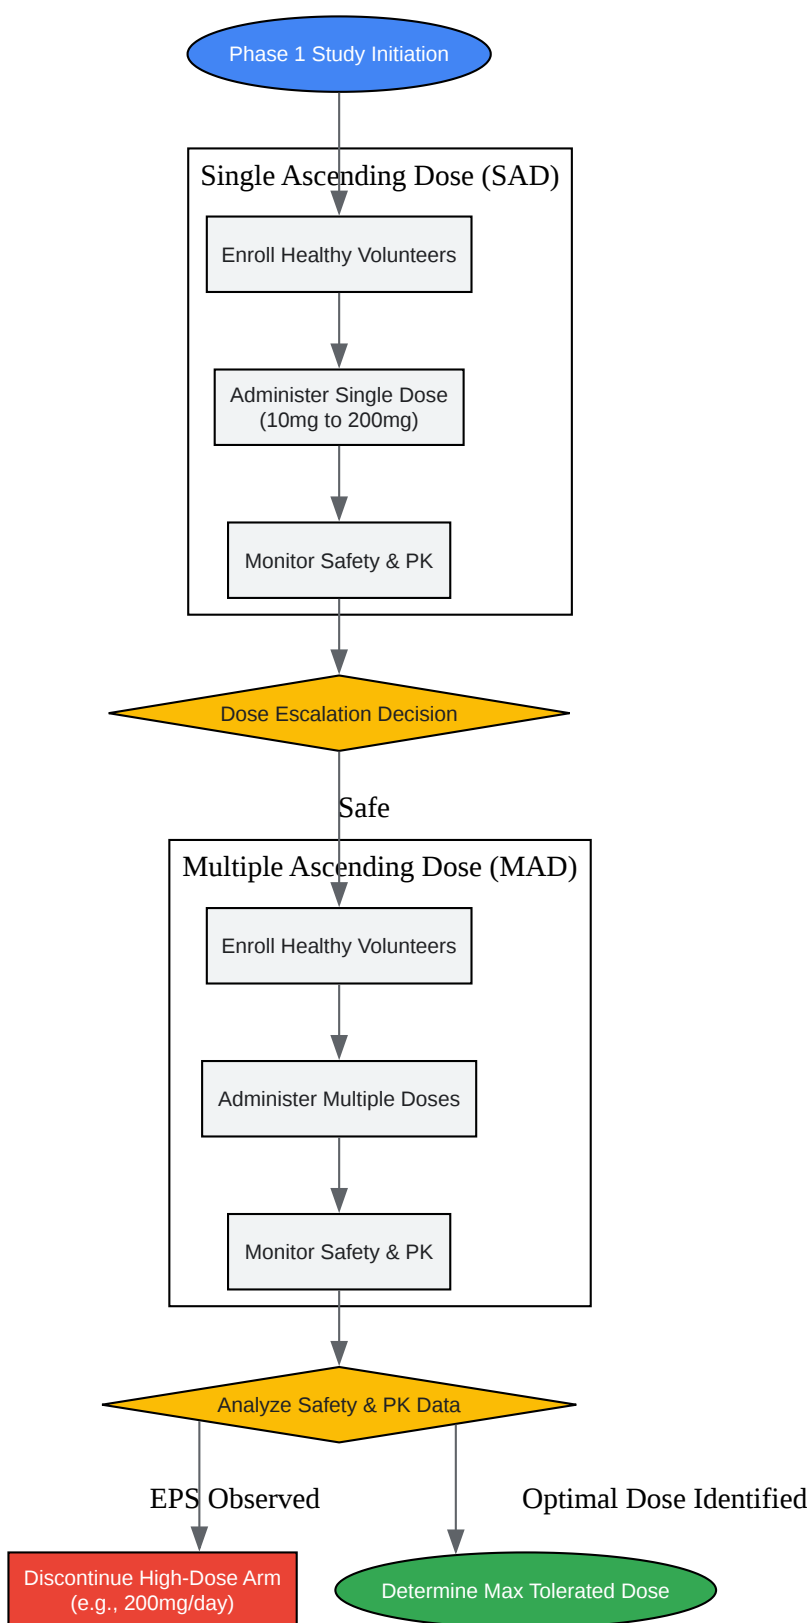 Phase 1 Study Initiation
Single Ascending Dose (SAD)
Enroll Healthy Volunteers
Administer Single Dose
(10mg to 200mg)
Monitor Safety & PK
Dose Escalation Decision
Safe
Multiple Ascending Dose (MAD)
Enroll Healthy Volunteers
Administer Multiple Doses
Monitor Safety & PK
Analyze Safety & PK Data
EPS Observed
Optimal Dose Identified
Discontinue High-Dose Arm
(e.g., 200mg/day)
Determine Max Tolerated Dose